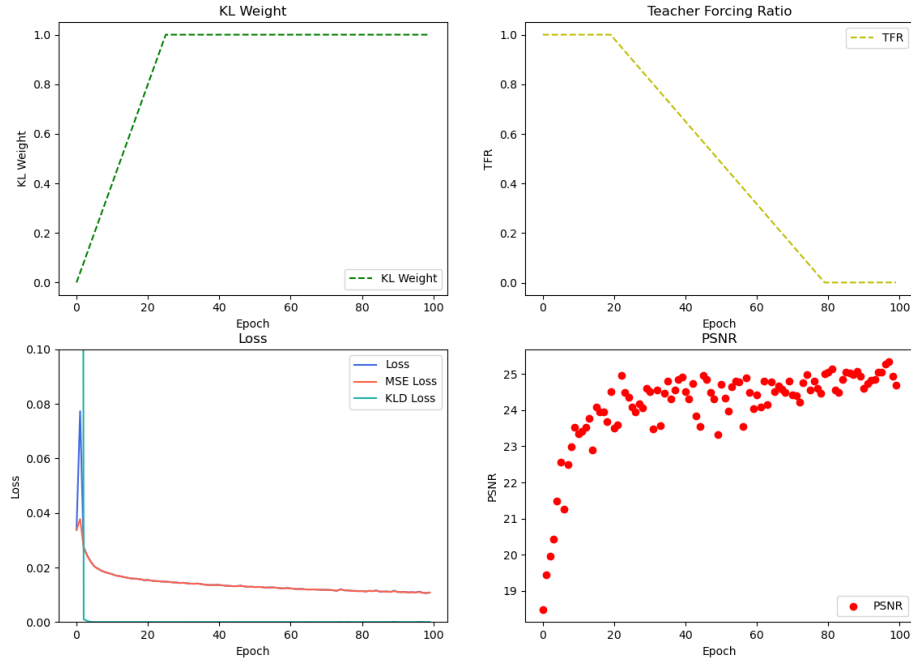 KL Weight
1.0
0.8
0.6
0.4
0.2
0.0
KL Weight
KL Weight
0 20 40 60 80 100
Epoch
Teacher Forcing Ratio
1.0
0.8
0.6
0.4
0.2
0.0
TFR
TFR
0 20 40 60 80 100
Epoch
Loss
0.10
0.08
0.06
0.04
0.02
0.00
Loss
Loss
MSE Loss
KLD Loss
0 20 40 60 80 100
Epoch
PSNR
25
24
23
22
21
20
19
PSNR
PSNR
0 20 40 60 80 100
Epoch